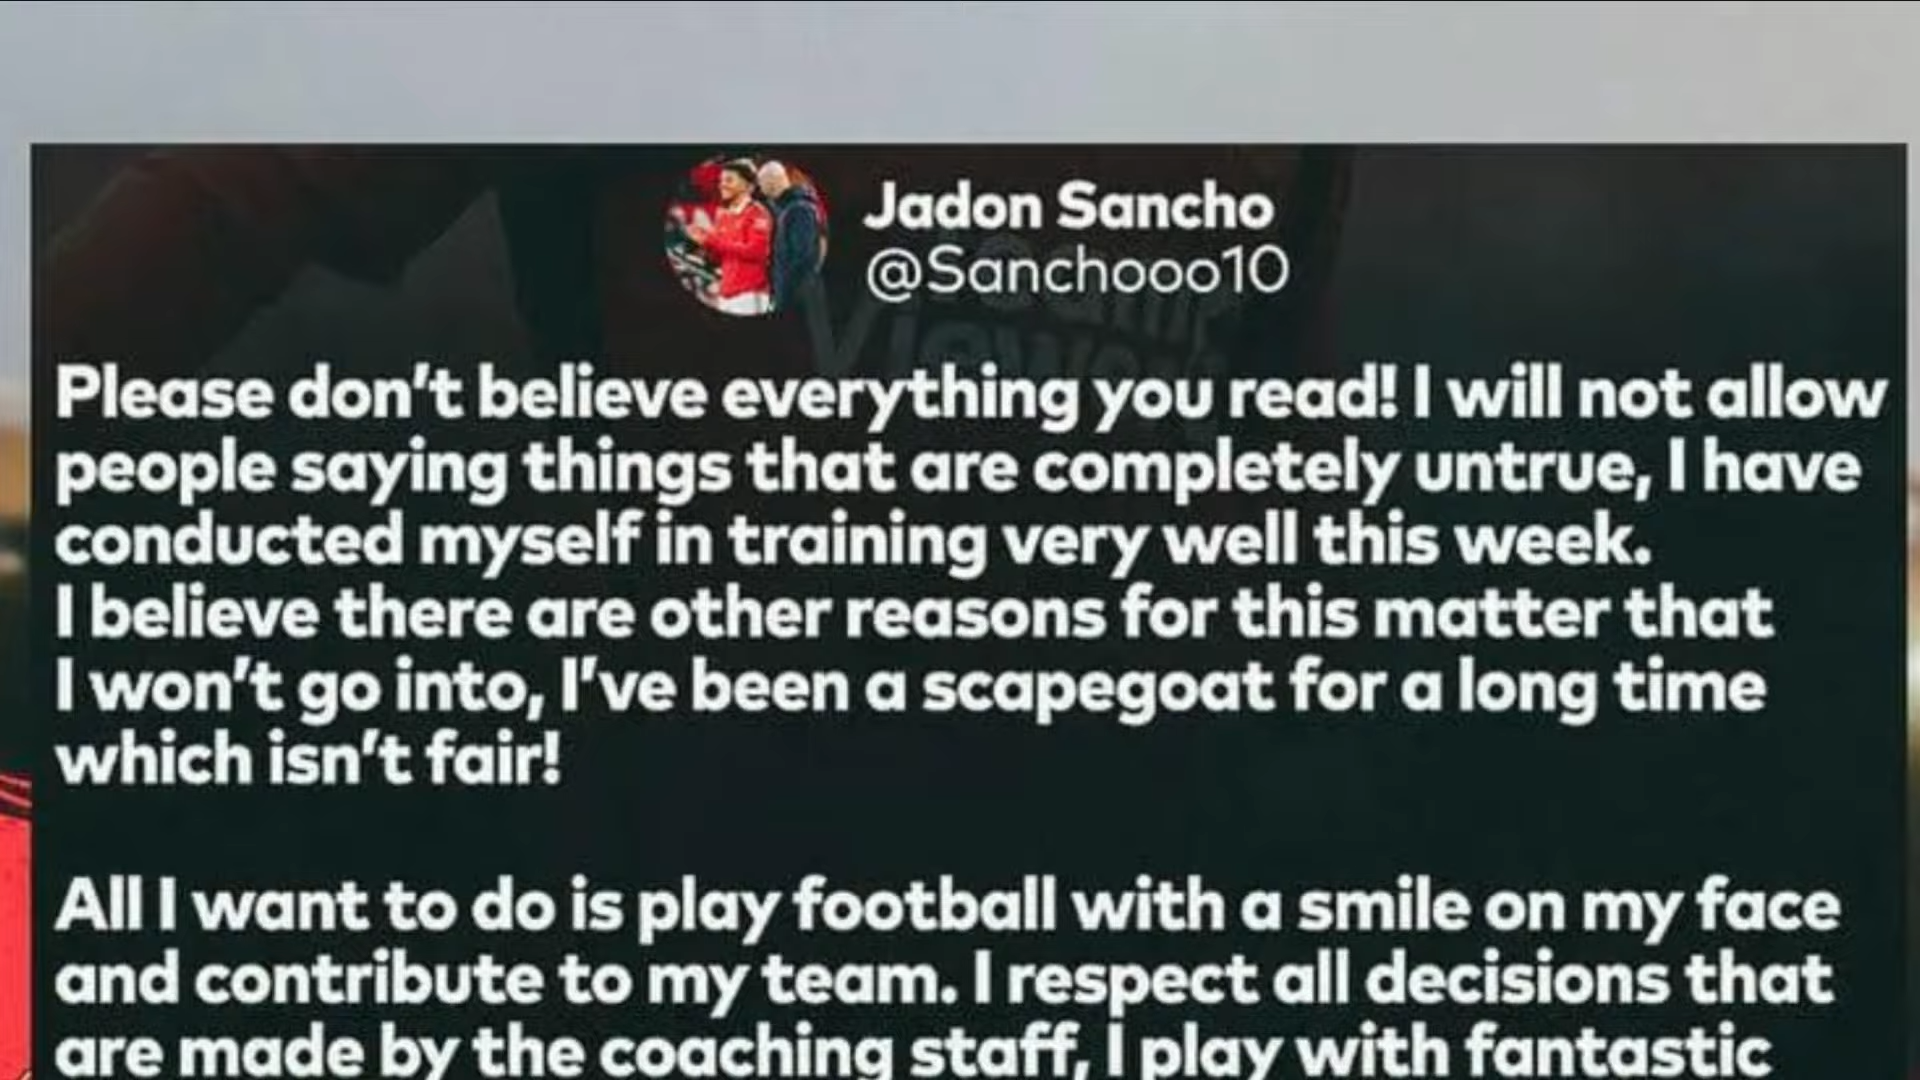 Jadon Sancho
@Sanchooo10
Please don't believe everything you read! I will not allow
people saying things that are completely untrue, I have
conducted myself in training very well this week.
I believe there are other reasons for this matter that
I won't go into, I've been a scapegoat for a long time
which isn't fair!
All I want to do is play football with a smile on my face
and contribute to my team. I respect all decisions that
are made by the coaching staff, I play with fantastic